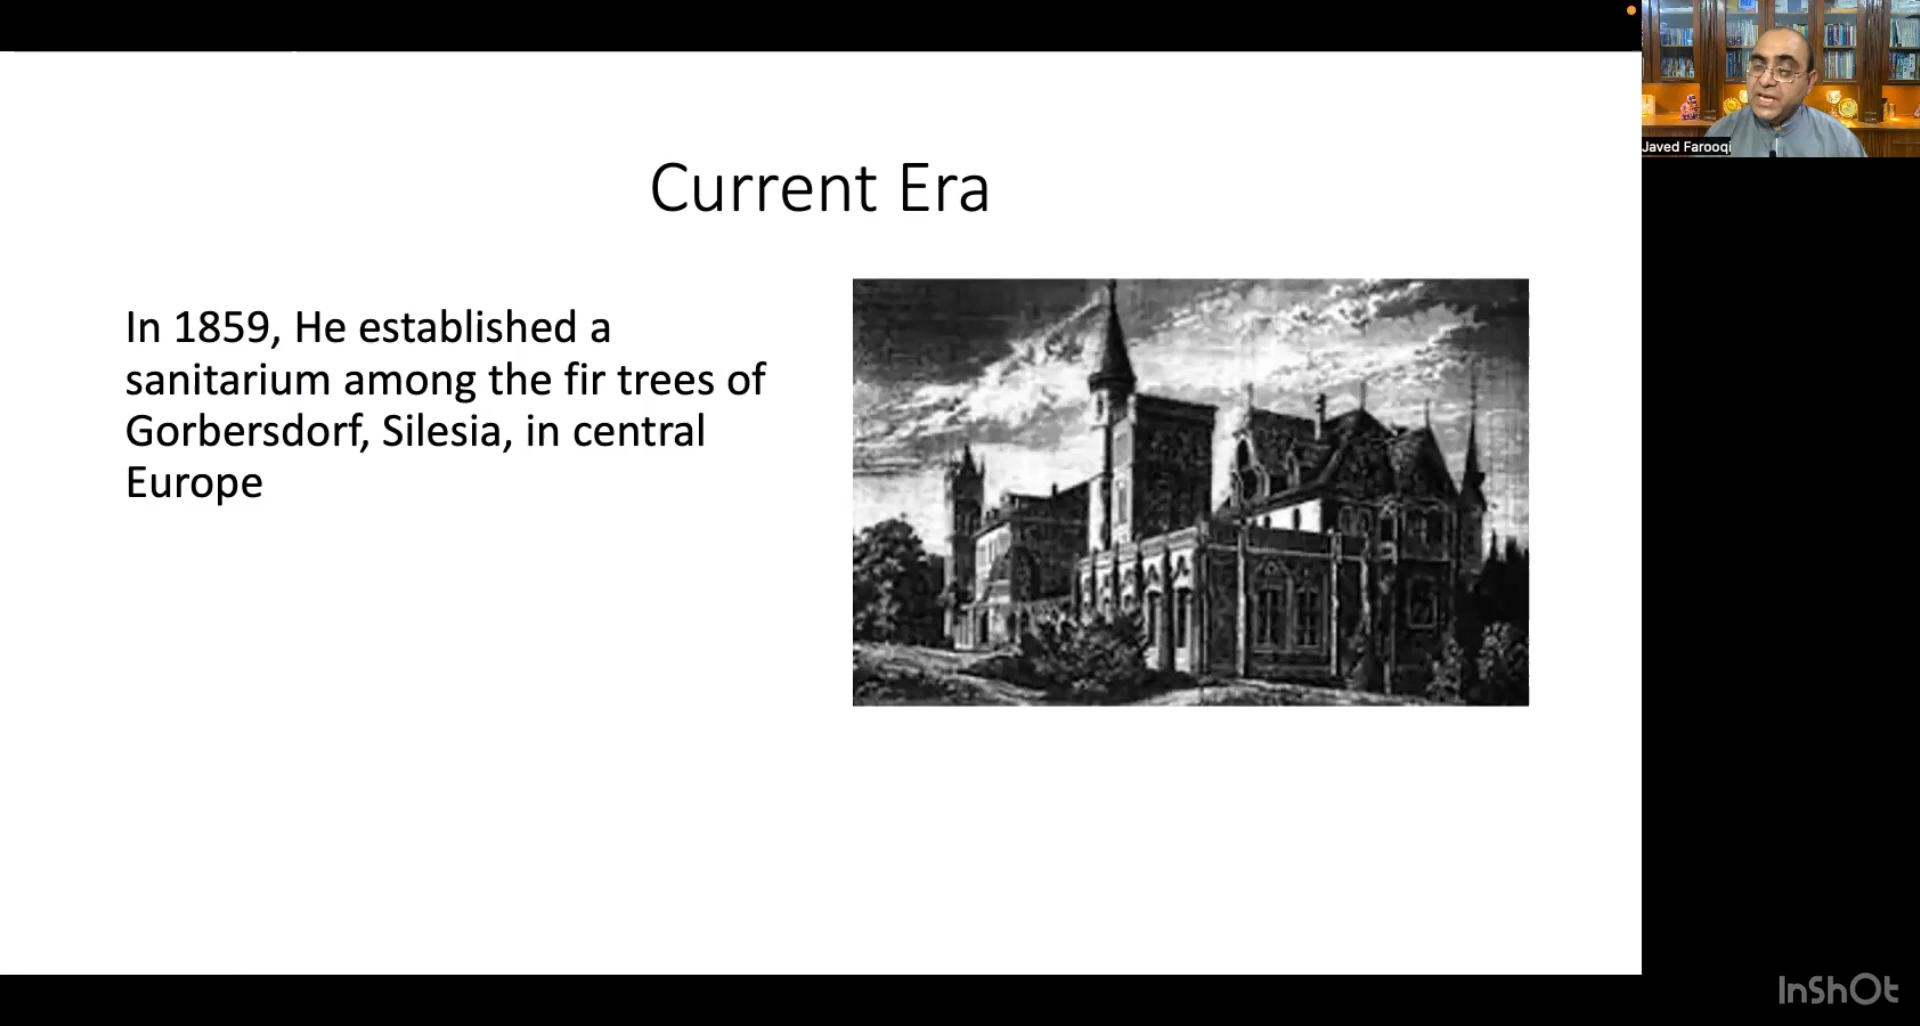 Current Era
In 1859, He established a
sanitarium among the fir trees of
Gorbersdorf, Silesia, in central
Europe
Javed Farooqi
InShOt